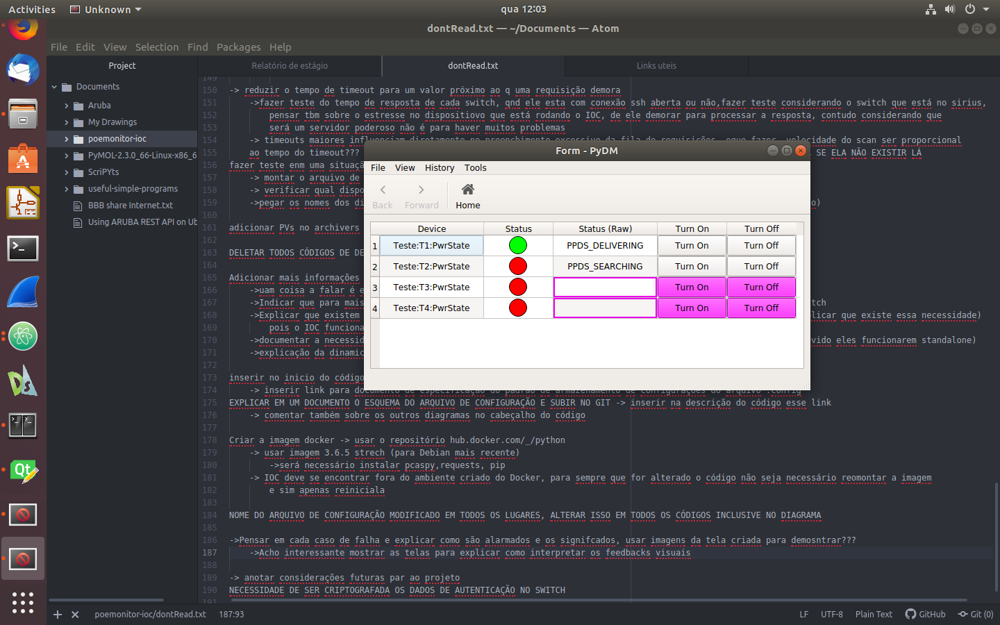 Activities
Unknown
qua 12:03
dontRead.txt — ~/Documents — Atom
File Edit View Selection Find Packages Help
Project
Relatório de estágio
dontRead.txt
Links uteis
Documents
Aruba
My Drawings
poemonitor-ioc
PyMOL-2.3.0_66-Linux-x86_6
ScriPYts
useful-simple-programs
BBB share Internet.txt
Using ARUBA REST API on Ub
149
150 -> reduzir o tempo de timeout para um valor próximo ao q uma requisição demora
151 ->fazer teste do tempo de resposta de cada switch, qnd ele esta com conexão ssh aberta ou não,fazer teste considerando o switch que está no sirius,
152 pensar tbm sobre o estresse no dispositiovo que está rodando o IOC, de ele demorar para processar a resposta, contudo considerando que
153 será um servidor poderoso não é para haver muitos problemas
154 -> timeouts maiores influenciam diretamente no preenchimento excessivo da fila de requisições, oque fazer, velocidade do scan ser proporcional
155 ao tempo do timeout??? SE ELA NÃO EXISTIR LÁ
156 fazer teste enm uma situaçã
157 -> montar o arquivo de
158 -> verificar qual dispo
159 ->pegar os nomes dos di o)
160
161 adicionar PVs no archivers
162
163 DELETAR TODOS CÓDIGOS DE DE
164
165 Adicionar mais informações
166 ->uam coisa a falar é e
167 ->Indicar que para mais tch
168 ->Explicar que existem licar que existe essa necessidade)
169 pois o IOC funciona
170 ->documentar a necessid vido eles funcionarem standalone)
171 ->explicação da dinamic
172
173 inserir no inicio do código
174 -> inserir link para documento de especificação do padrão de armazenamento de configurações do arquivo .config
175 EXPLICAR EM UM DOCUMENTO O ESQUEMA DO ARQUIVO DE CONFIGURAÇÃO E SUBIR NO GIT -> inserir na descrição do código esse link
176 -> comentar também sobre os outros diagramas no cabeçalho do código
177
178 Criar a imagem docker -> usar o repositório hub.docker.com/_/python
179 -> usar imagem 3.6.5 strech (para Debian mais recente)
180 ->será necessário instalar pcaspy,requests, pip
181 -> IOC deve se encontrar fora do ambiente criado do Docker, para sempre que for alterado o código não seja necessário reomontar a imagem
182 e sim apenas reiniciala
183
184 NOME DO ARQUIVO DE CONFIGURAÇÃO MODIFICADO EM TODOS OS LUGARES, ALTERAR ISSO EM TODOS OS CÓDIGOS INCLUSIVE NO DIAGRAMA
185
186 ->Pensar em cada caso de falha e explicar como são alarmados e os signifcados, usar imagens da tela criada para demosntrar???
187 ->Acho interessante mostrar as telas para explicar como interpretar os feedbacks visuais
188
189 -> anotar considerações futuras par ao projeto
190 NECESSIDADE DE SER CRIPTOGRAFADA OS DADOS DE AUTENTICAÇÃO NO SWITCH
191
Form - PyDM
File View History Tools
Back Forward Home
Device Status Status (Raw) Turn On Turn Off
1 Teste:T1:PwrState PPDS_DELIVERING Turn On Turn Off
2 Teste:T2:PwrState PPDS_SEARCHING Turn On Turn Off
3 Teste:T3:PwrState Turn On Turn Off
4 Teste:T4:PwrState Turn On Turn Off
poemonitor-ioc/dontRead.txt 187:93
LF UTF-8 Plain Text GitHub Git (0)